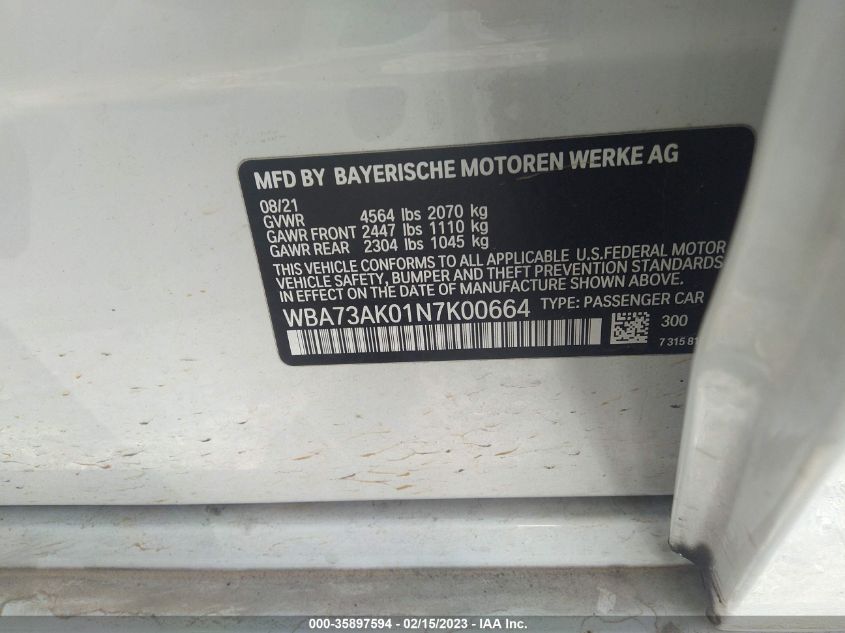 MFD BY BAYERISCHE MOTOREN WERKE AG
08/21
GVWR 4564 lbs 2070 kg
GAWR FRONT 2447 lbs 1110 kg
GAWR REAR 2304 lbs 1045 kg
THIS VEHICLE CONFORMS TO ALL APPLICABLE U.S.FEDERAL MOTOR
VEHICLE SAFETY, BUMPER AND THEFT PREVENTION STANDARDS
IN EFFECT ON THE DATE OF MANUFACTURE SHOWN ABOVE.
WBA73AK01N7K00664 TYPE: PASSENGER CAR
300
7 315 81
000-35897594 - 02/15/2023 - IAA Inc.